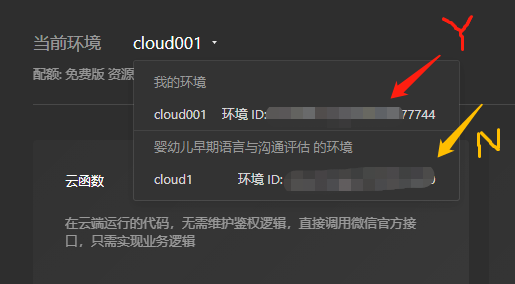 Y
当前环境 cloud001
配额: 免费版 资源
我的环境
cloud001 环境 ID: 77744
婴幼儿早期语言与沟通评估 的环境
N
cloud1 环境 ID:
云函数
在云端运行的代码，无需维护鉴权逻辑，直接调用微信官方接
口，只需实现业务逻辑